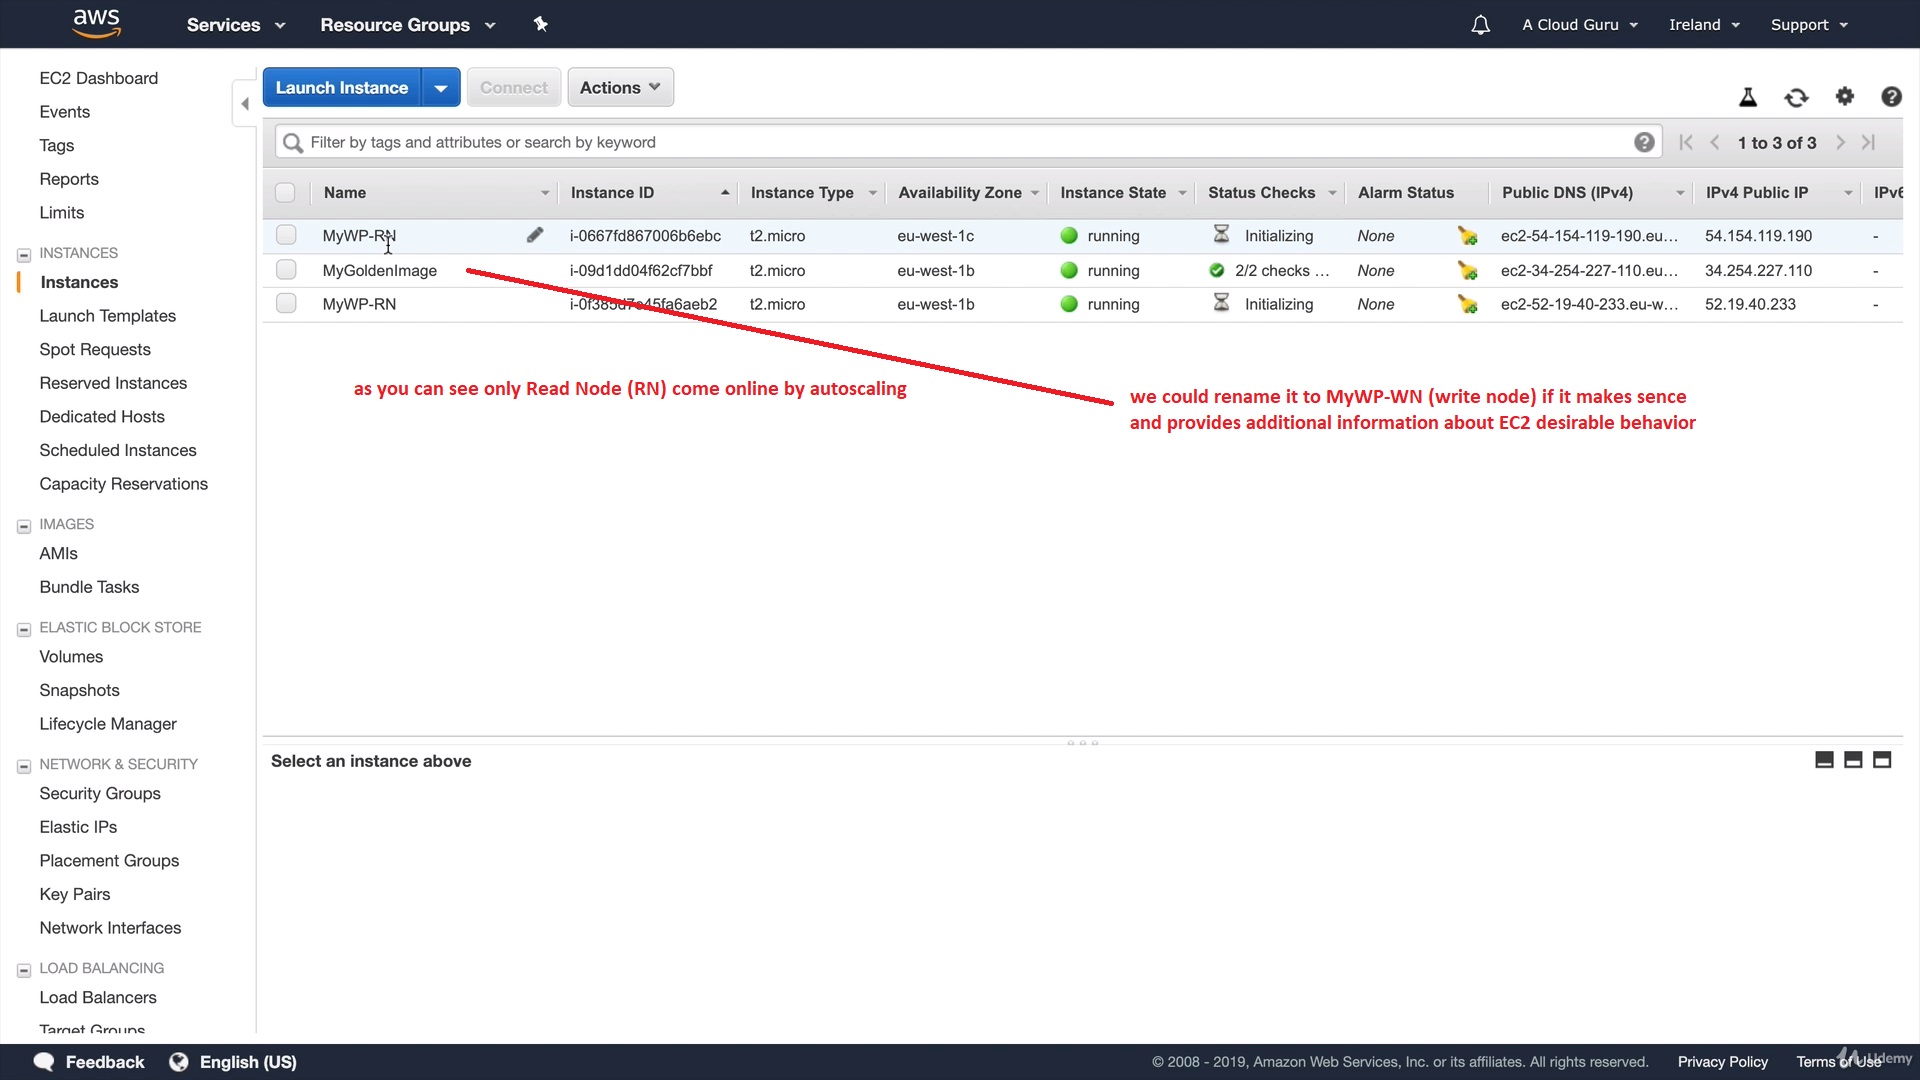 aws Services Resource Groups A Cloud Guru Ireland Support
EC2 Dashboard
Events
Tags
Reports
Limits
INSTANCES
Instances
Launch Templates
Spot Requests
Reserved Instances
Dedicated Hosts
Scheduled Instances
Capacity Reservations
IMAGES
AMIs
Bundle Tasks
ELASTIC BLOCK STORE
Volumes
Snapshots
Lifecycle Manager
NETWORK & SECURITY
Security Groups
Elastic IPs
Placement Groups
Key Pairs
Network Interfaces
LOAD BALANCING
Load Balancers
Target Groups
Launch Instance Connect Actions
Filter by tags and attributes or search by keyword 1 to 3 of 3
Name Instance ID Instance Type Availability Zone Instance State Status Checks Alarm Status Public DNS (IPv4) IPv4 Public IP IPv6
MyWP-RN i-0667fd867006b6ebc t2.micro eu-west-1c running Initializing None ec2-54-154-119-190.eu... 54.154.119.190 -
MyGoldenImage i-09d1dd04f62cf7bbf t2.micro eu-west-1b running 2/2 checks ... None ec2-34-254-227-110.eu... 34.254.227.110 -
MyWP-RN t2.micro eu-west-1b running Initializing None ec2-52-19-40-233.eu-w... 52.19.40.233 -
as you can see only Read Node (RN) come online by autoscaling
we could rename it to MyWP-WN (write node) if it makes sence
and provides additional information about EC2 desirable behavior
Select an instance above
Feedback English (US) © 2008 - 2019, Amazon Web Services, Inc. or its affiliates. All rights reserved. Privacy Policy Terms of Use
Udemy